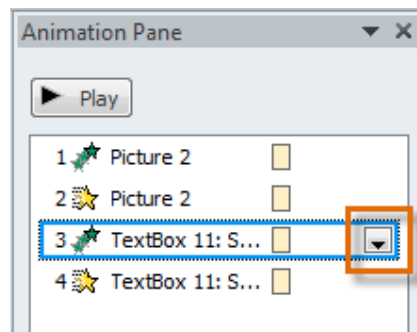 Animation Pane
Play
1 Picture 2
2 Picture 2
3 TextBox 11: S...
4 TextBox 11: S...